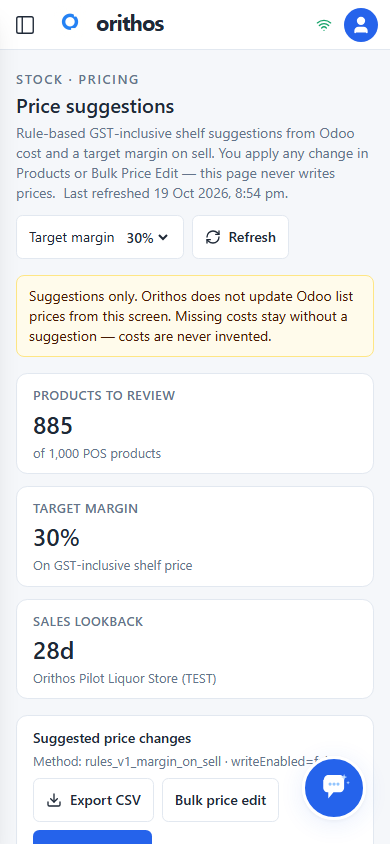 orithos
STOCK · PRICING
Price suggestions
Rule-based GST-inclusive shelf suggestions from Odoo
cost and a target margin on sell. You apply any change in
Products or Bulk Price Edit — this page never writes
prices. Last refreshed 19 Oct 2026, 8:54 pm.
Target margin 30%
Refresh
Suggestions only. Orithos does not update Odoo list
prices from this screen. Missing costs stay without a
suggestion — costs are never invented.
PRODUCTS TO REVIEW
885
of 1,000 POS products
TARGET MARGIN
30%
On GST-inclusive shelf price
SALES LOOKBACK
28d
Orithos Pilot Liquor Store (TEST)
Suggested price changes
Method: rules_v1_margin_on_sell ·
Export CSV
Bulk price edit